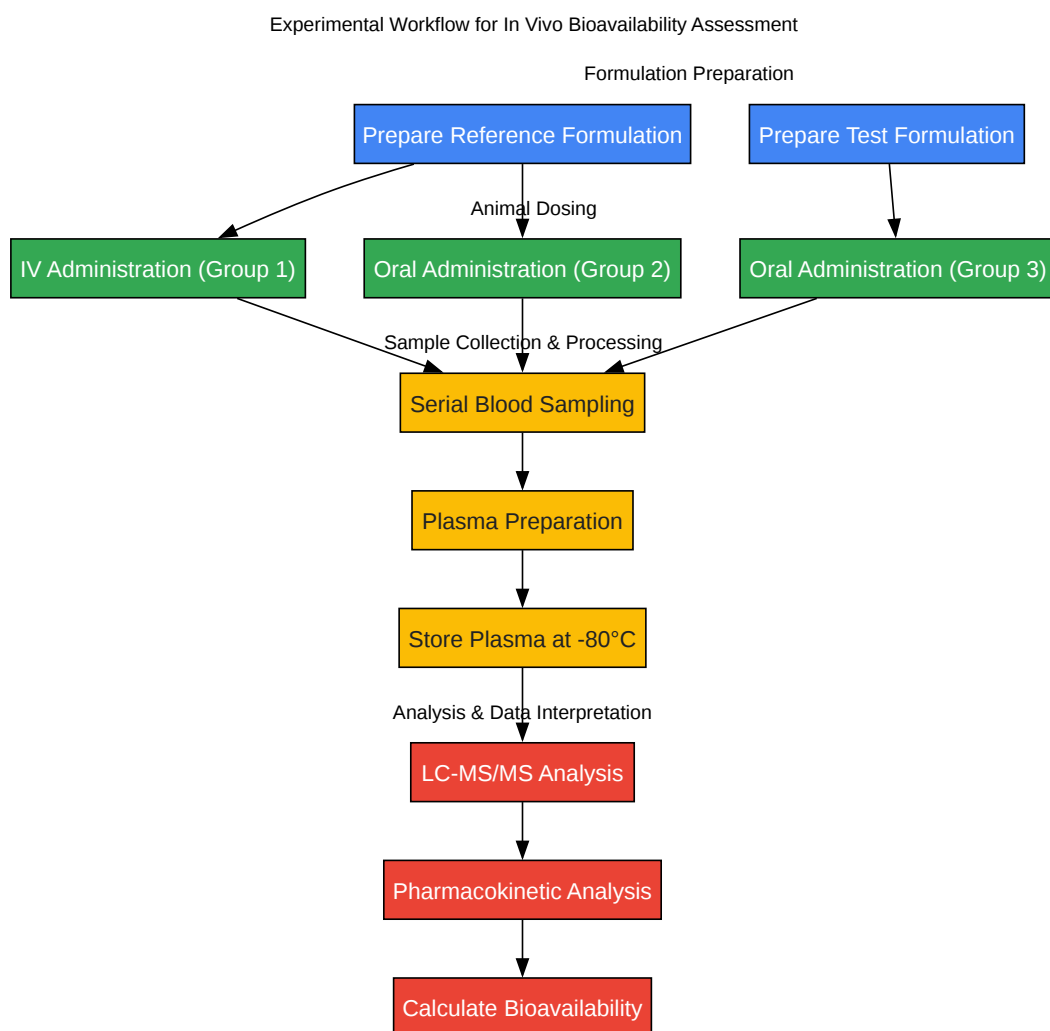 Experimental Workflow for In Vivo Bioavailability Assessment
Formulation Preparation
Prepare Reference Formulation
Prepare Test Formulation
Animal Dosing
IV Administration (Group 1)
Oral Administration (Group 2)
Oral Administration (Group 3)
Sample Collection & Processing
Serial Blood Sampling
Plasma Preparation
Store Plasma at -80°C
Analysis & Data Interpretation
LC-MS/MS Analysis
Pharmacokinetic Analysis
Calculate Bioavailability